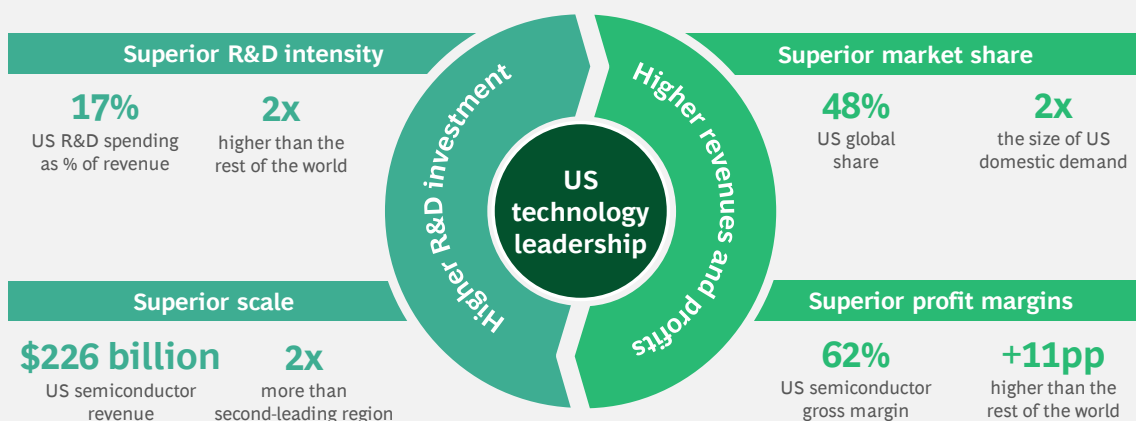 Superior R&D intensity
17%
US R&D spending
as % of revenue
2x
higher than the
rest of the world
Superior scale
$226 billion
US semiconductor
revenue
2x
more than
second-leading region
Higher R&D investment
US
technology
leadership
Higher revenues and profits
Superior market share
48%
US global
share
2x
the size of US
domestic demand
Superior profit margins
62%
US semiconductor
gross margin
+11pp
higher than the
rest of the world